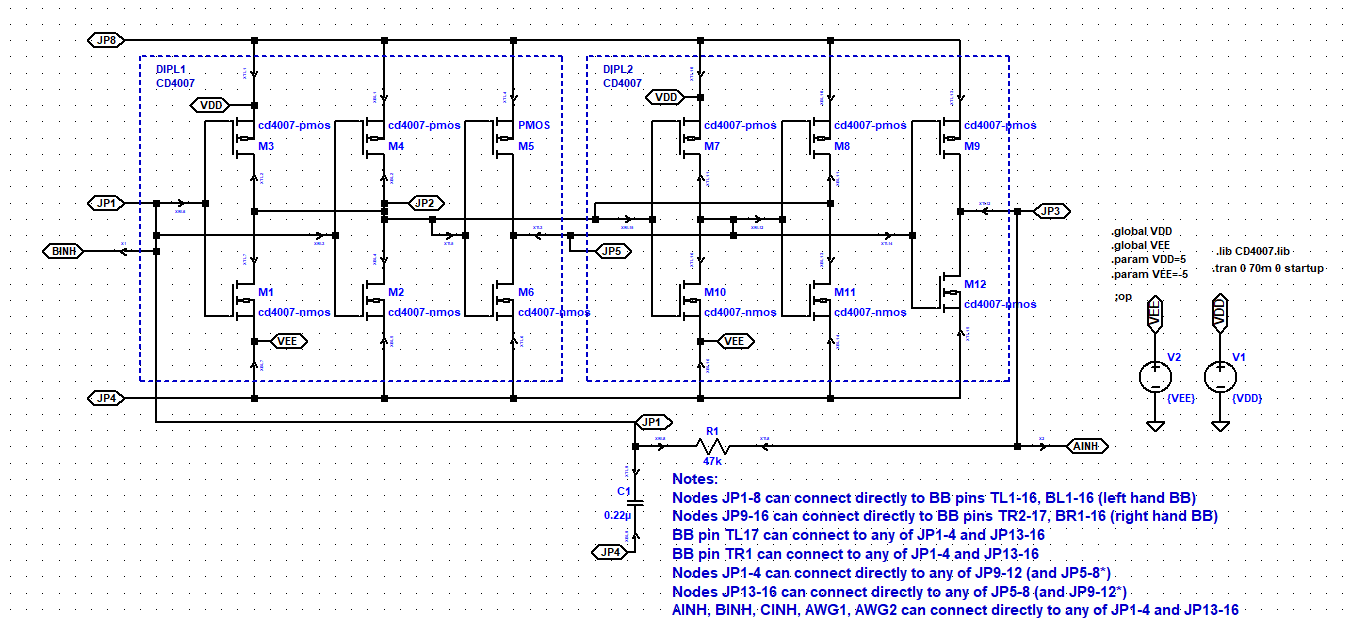 JP8
DIPL1
CD4007
DIPL2
CD4007
VDD
VDD
cd4007-pmos
cd4007-pmos
PMOS
cd4007-pmos
cd4007-pmos
cd4007-pmos
M3
M4
M5
M7
M8
M9
JP1
JP2
JP3
BINH
JP5
.global VDD
.global VEE
.param VDD=5
.param VEE=-5
.lib CD4007.lib
.tran 0 70m 0 startup
;op
M1
M2
M6
M10
M11
M12
cd4007-nmos
cd4007-nmos
cd4007-nmos
cd4007-nmos
cd4007-nmos
cd4007-nmos
VEE
VEE
VEE
VDD
V2
V1
{VEE}
{VDD}
JP4
JP1
R1
47k
AINH
C1
0.22µ
JP4
Notes:
Nodes JP1-8 can connect directly to BB pins TL1-16, BL1-16 (left hand BB)
Nodes JP9-16 can connect directly to BB pins TR2-17, BR1-16 (right hand BB)
BB pin TL17 can connect to any of JP1-4 and JP13-16
BB pin TR1 can connect to any of JP1-4 and JP13-16
Nodes JP1-4 can connect directly to any of JP9-12 (and JP5-8*)
Nodes JP13-16 can connect directly to any of JP5-8 (and JP9-12*)
AINH, BINH, CINH, AWG1, AWG2 can connect directly to any of JP1-4 and JP13-16